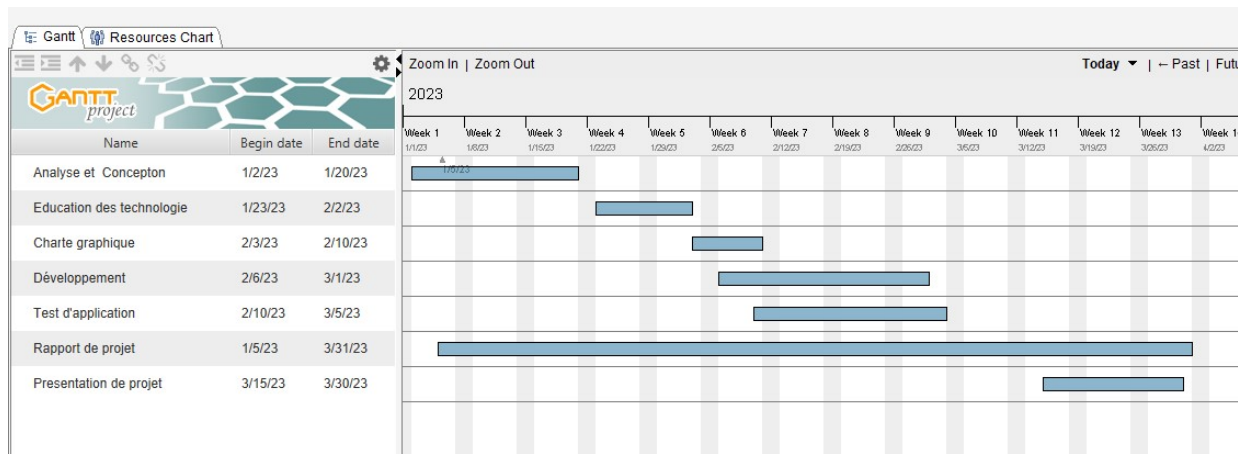 Gantt Resources Chart
Zoom In | Zoom Out Today ▼ | ← Past | Futu
GANTT
project
2023
Name Begin date End date
Week 1 Week 2 Week 3 Week 4 Week 5 Week 6 Week 7 Week 8 Week 9 Week 10 Week 11 Week 12 Week 13 Week 1
1/1/23 1/8/23 1/15/23 1/22/23 1/29/23 2/5/23 2/12/23 2/19/23 2/26/23 3/5/23 3/12/23 3/19/23 3/26/23 4/2/23
1/5/23
Analyse et Concepton 1/2/23 1/20/23
Education des technologie 1/23/23 2/2/23
Charte graphique 2/3/23 2/10/23
Développement 2/6/23 3/1/23
Test d'application 2/10/23 3/5/23
Rapport de projet 1/5/23 3/31/23
Presentation de projet 3/15/23 3/30/23